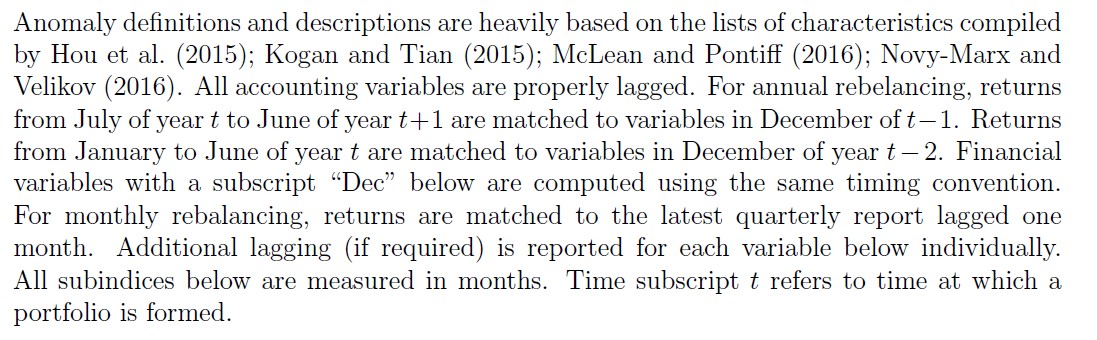 Anomaly definitions and descriptions are heavily based on the lists of characteristics compiled
by Hou et al. (2015); Kogan and Tian (2015); McLean and Pontiff (2016); Novy-Marx and
Velikov (2016). All accounting variables are properly lagged. For annual rebelancing, returns
from July of year t to June of year t+1 are matched to variables in December of t−1. Returns
from January to June of year t are matched to variables in December of year t − 2. Financial
variables with a subscript “Dec” below are computed using the same timing convention.
For monthly rebalancing, returns are matched to the latest quarterly report lagged one
month. Additional lagging (if required) is reported for each variable below individually.
All subindices below are measured in months. Time subscript t refers to time at which a
portfolio is formed.